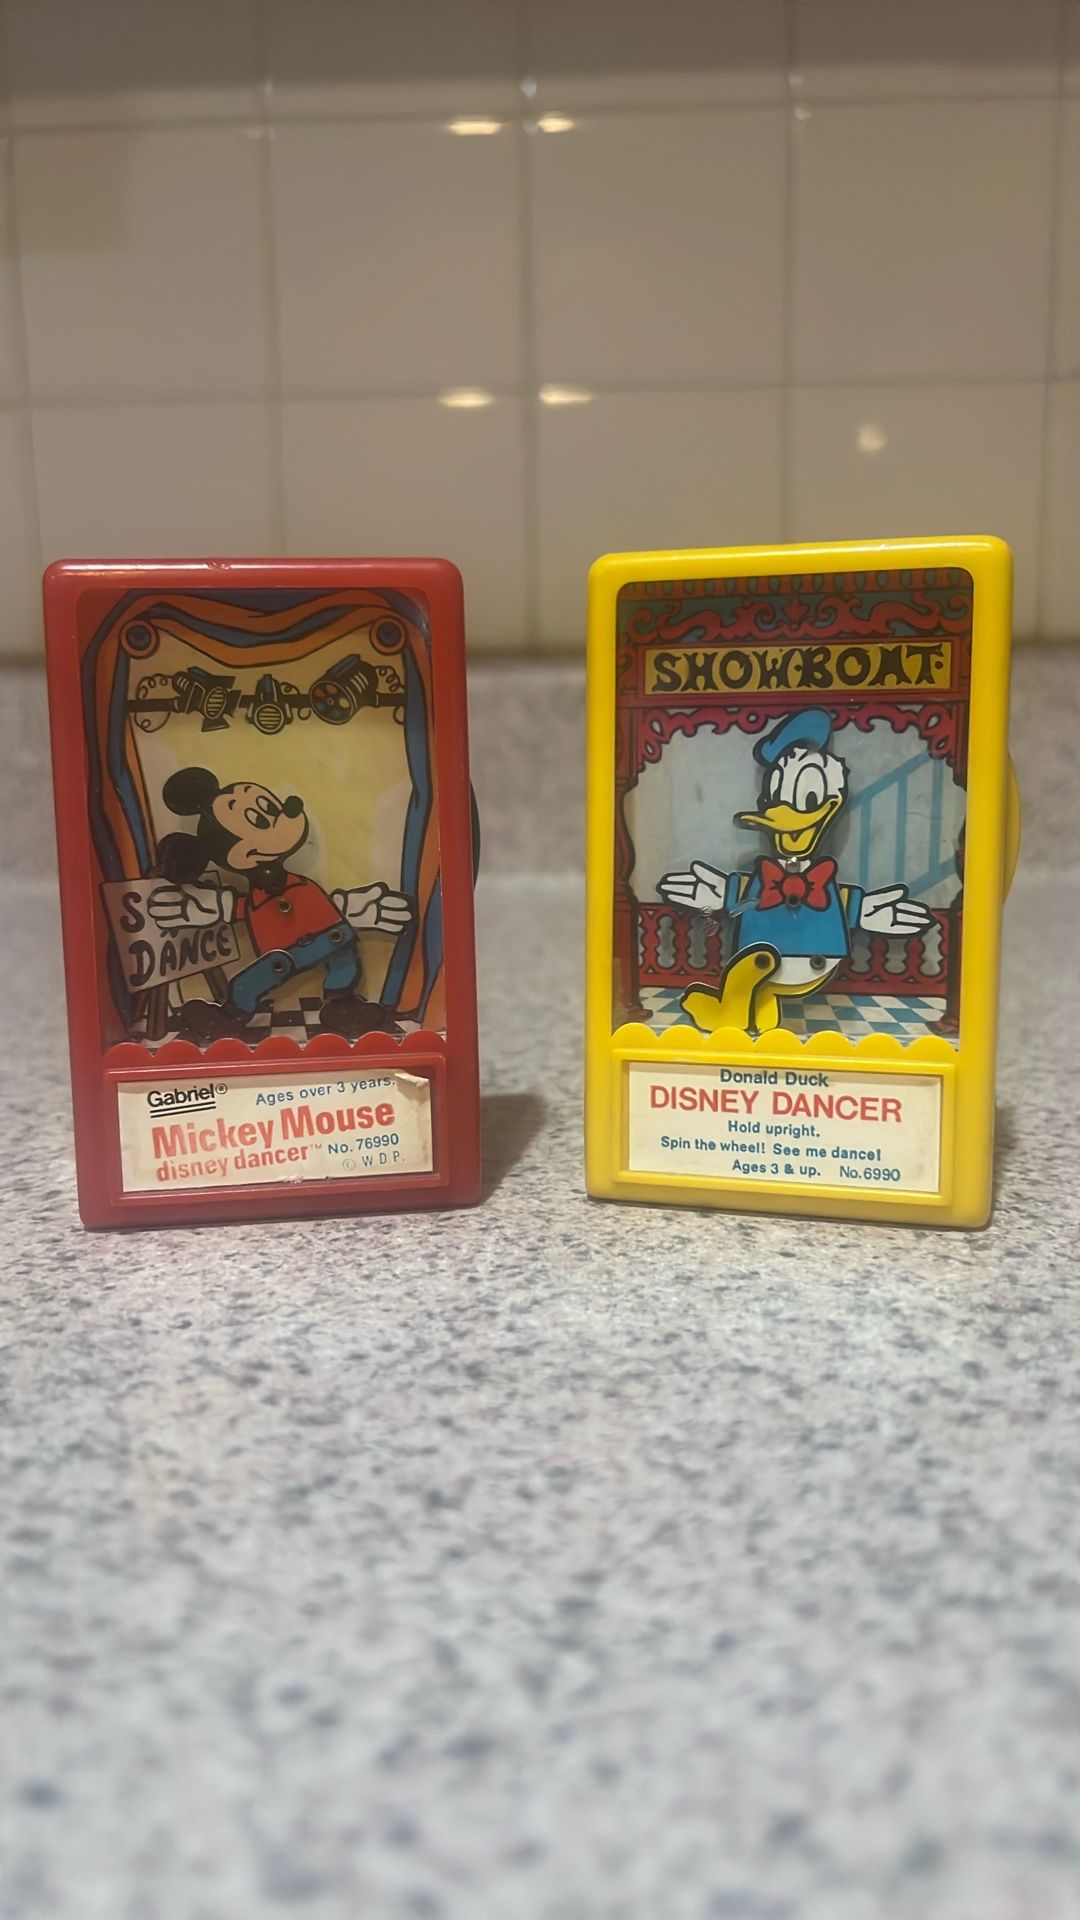 S
DANCE
Gabriel®
Ages over 3 years.
Mickey Mouse
disney dancer™ No. 76990
© W D P.
SHOWBOAT
Donald Duck
DISNEY DANCER
Hold upright.
Spin the wheel! See me dance!
Ages 3 & up. No.6990